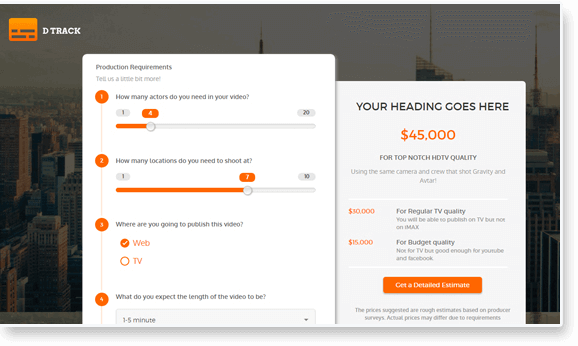 D TRACK
Production Requirements
Tell us a little bit more!
1 How many actors do you need in your video?
1 4 20
2 How many locations do you need to shoot at?
1 7 10
3 Where are you going to publish this video?
Web
TV
4 What do you expect the length of the video to be?
1-5 minute
YOUR HEADING GOES HERE
$45,000
FOR TOP NOTCH HDTV QUALITY
Using the same camera and crew that shot Gravity and
Avtar!
$30,000 For Regular TV quality
You will be able to publish on TV but not
on IMAX
$15,000 For Budget quality
Not for TV but good enough for youtube
and facebook
Get a Detailed Estimate
The prices suggested are rough estimates based on producer
surveys. Actual prices may differ due to requirements